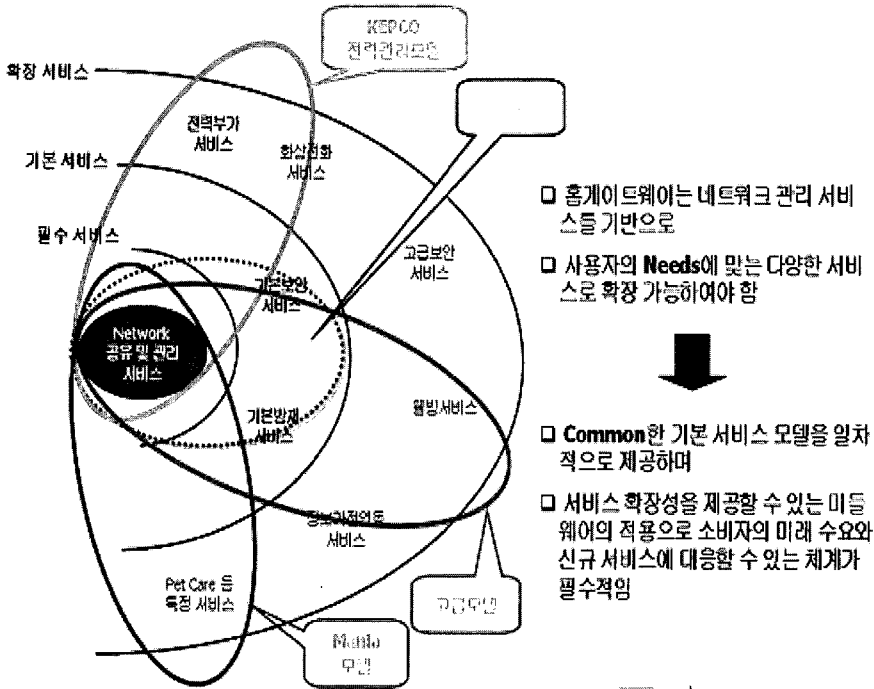 KEPCO
전력관리모델
확장 서비스
전력부가
서비스
기본 서비스
화상전화
서비스
필수 서비스
고급보안
서비스
기본보안
서비스
Network
공유 및 관리
서비스
기본방재
서비스
웰빙서비스
정보가전연동
서비스
Pet Care 등
특정 서비스
고급모델
모델
❑ 홈게이트웨이는 네트워크 관리 서비
스를 기반으로
❑ 사용자의 Needs에 맞는 다양한 서비
스로 확장 가능하여야 함
❑ Common한 기본 서비스 모델을 일차
적으로 제공하며
❑ 서비스 확장성을 제공할 수 있는 미들
웨어의 적용으로 소비자의 미래 수요와
신규 서비스에 대응할 수 있는 체계가
필수적임